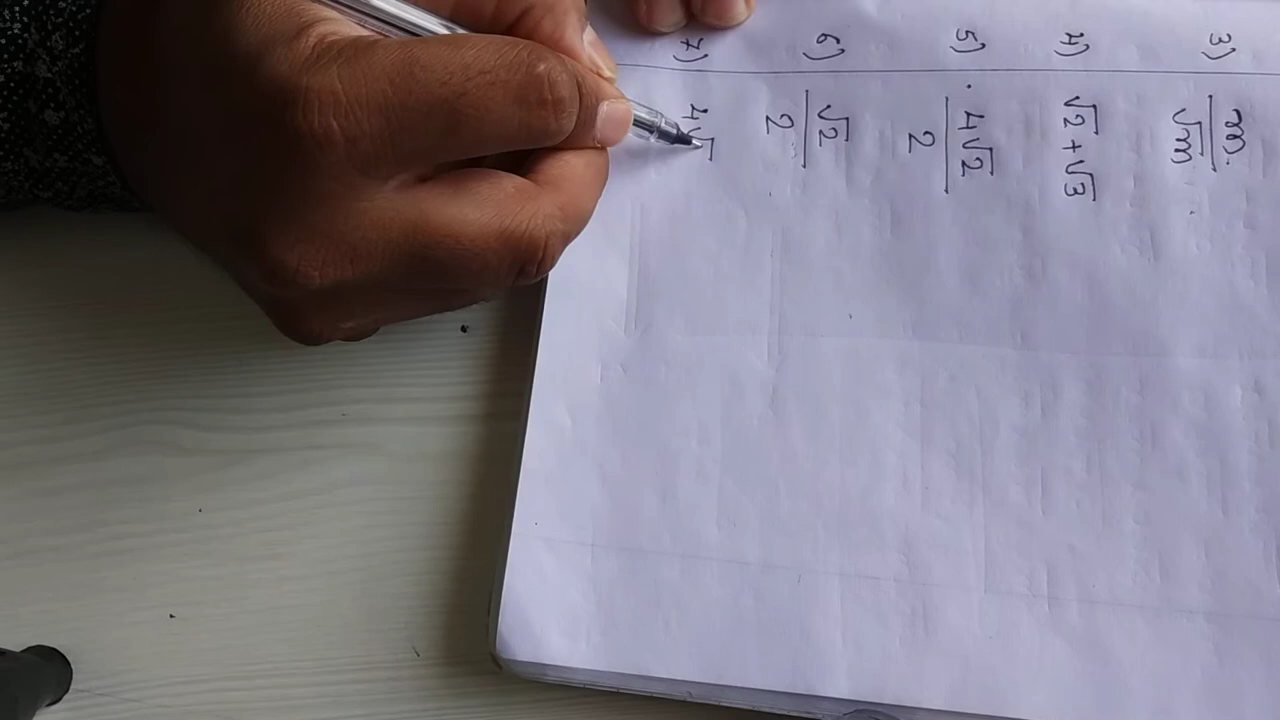 3) m/√m
4) √2 + √3
5) 4√2/2
6) √2/2
7) 4√